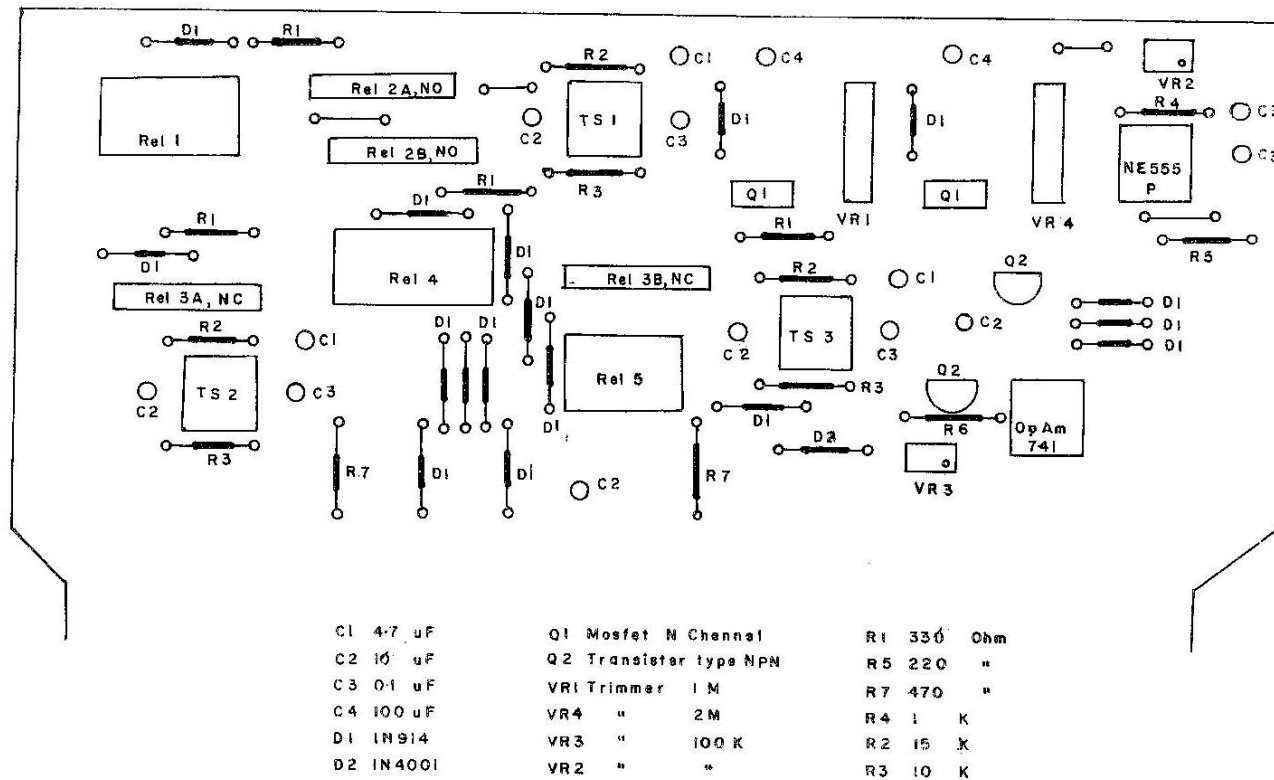 D1 R1
R2 C1 C4 C4 VR2
Rel 1
Rel 2A, NO
Rel 2B, NO
C2 TS1 C3 D1 D1 R4
R3
NE555 P
Q1 Q1
VR1 VR4
R1 D1
R1 D1
R1
R5
Rel 4 D1
Rel 3B, NC
R2 C1
Q2
Rel 3A, NC
D1
D1
D1
D1
R2 C1
D1 D1
C2 TS3 C3
C2
C2 TS2 C3
Rel 5
D1
R3
Q2
R3
D1
R6
OpAm 741
D2
VR3
R7 D1 D1
C2
R7
C1 4.7 uF
C2 10 uF
C3 0.1 uF
C4 100 uF
D1 1N914
D2 1N4001
Q1 Mosfet N Chennal
Q2 Transister type NPN
VR1 Trimmer 1 M
VR4 " 2M
VR3 " 100 K
VR2 " "
R1 330 Ohm
R5 220 "
R7 470 "
R4 1 K
R2 15 K
R3 10 K